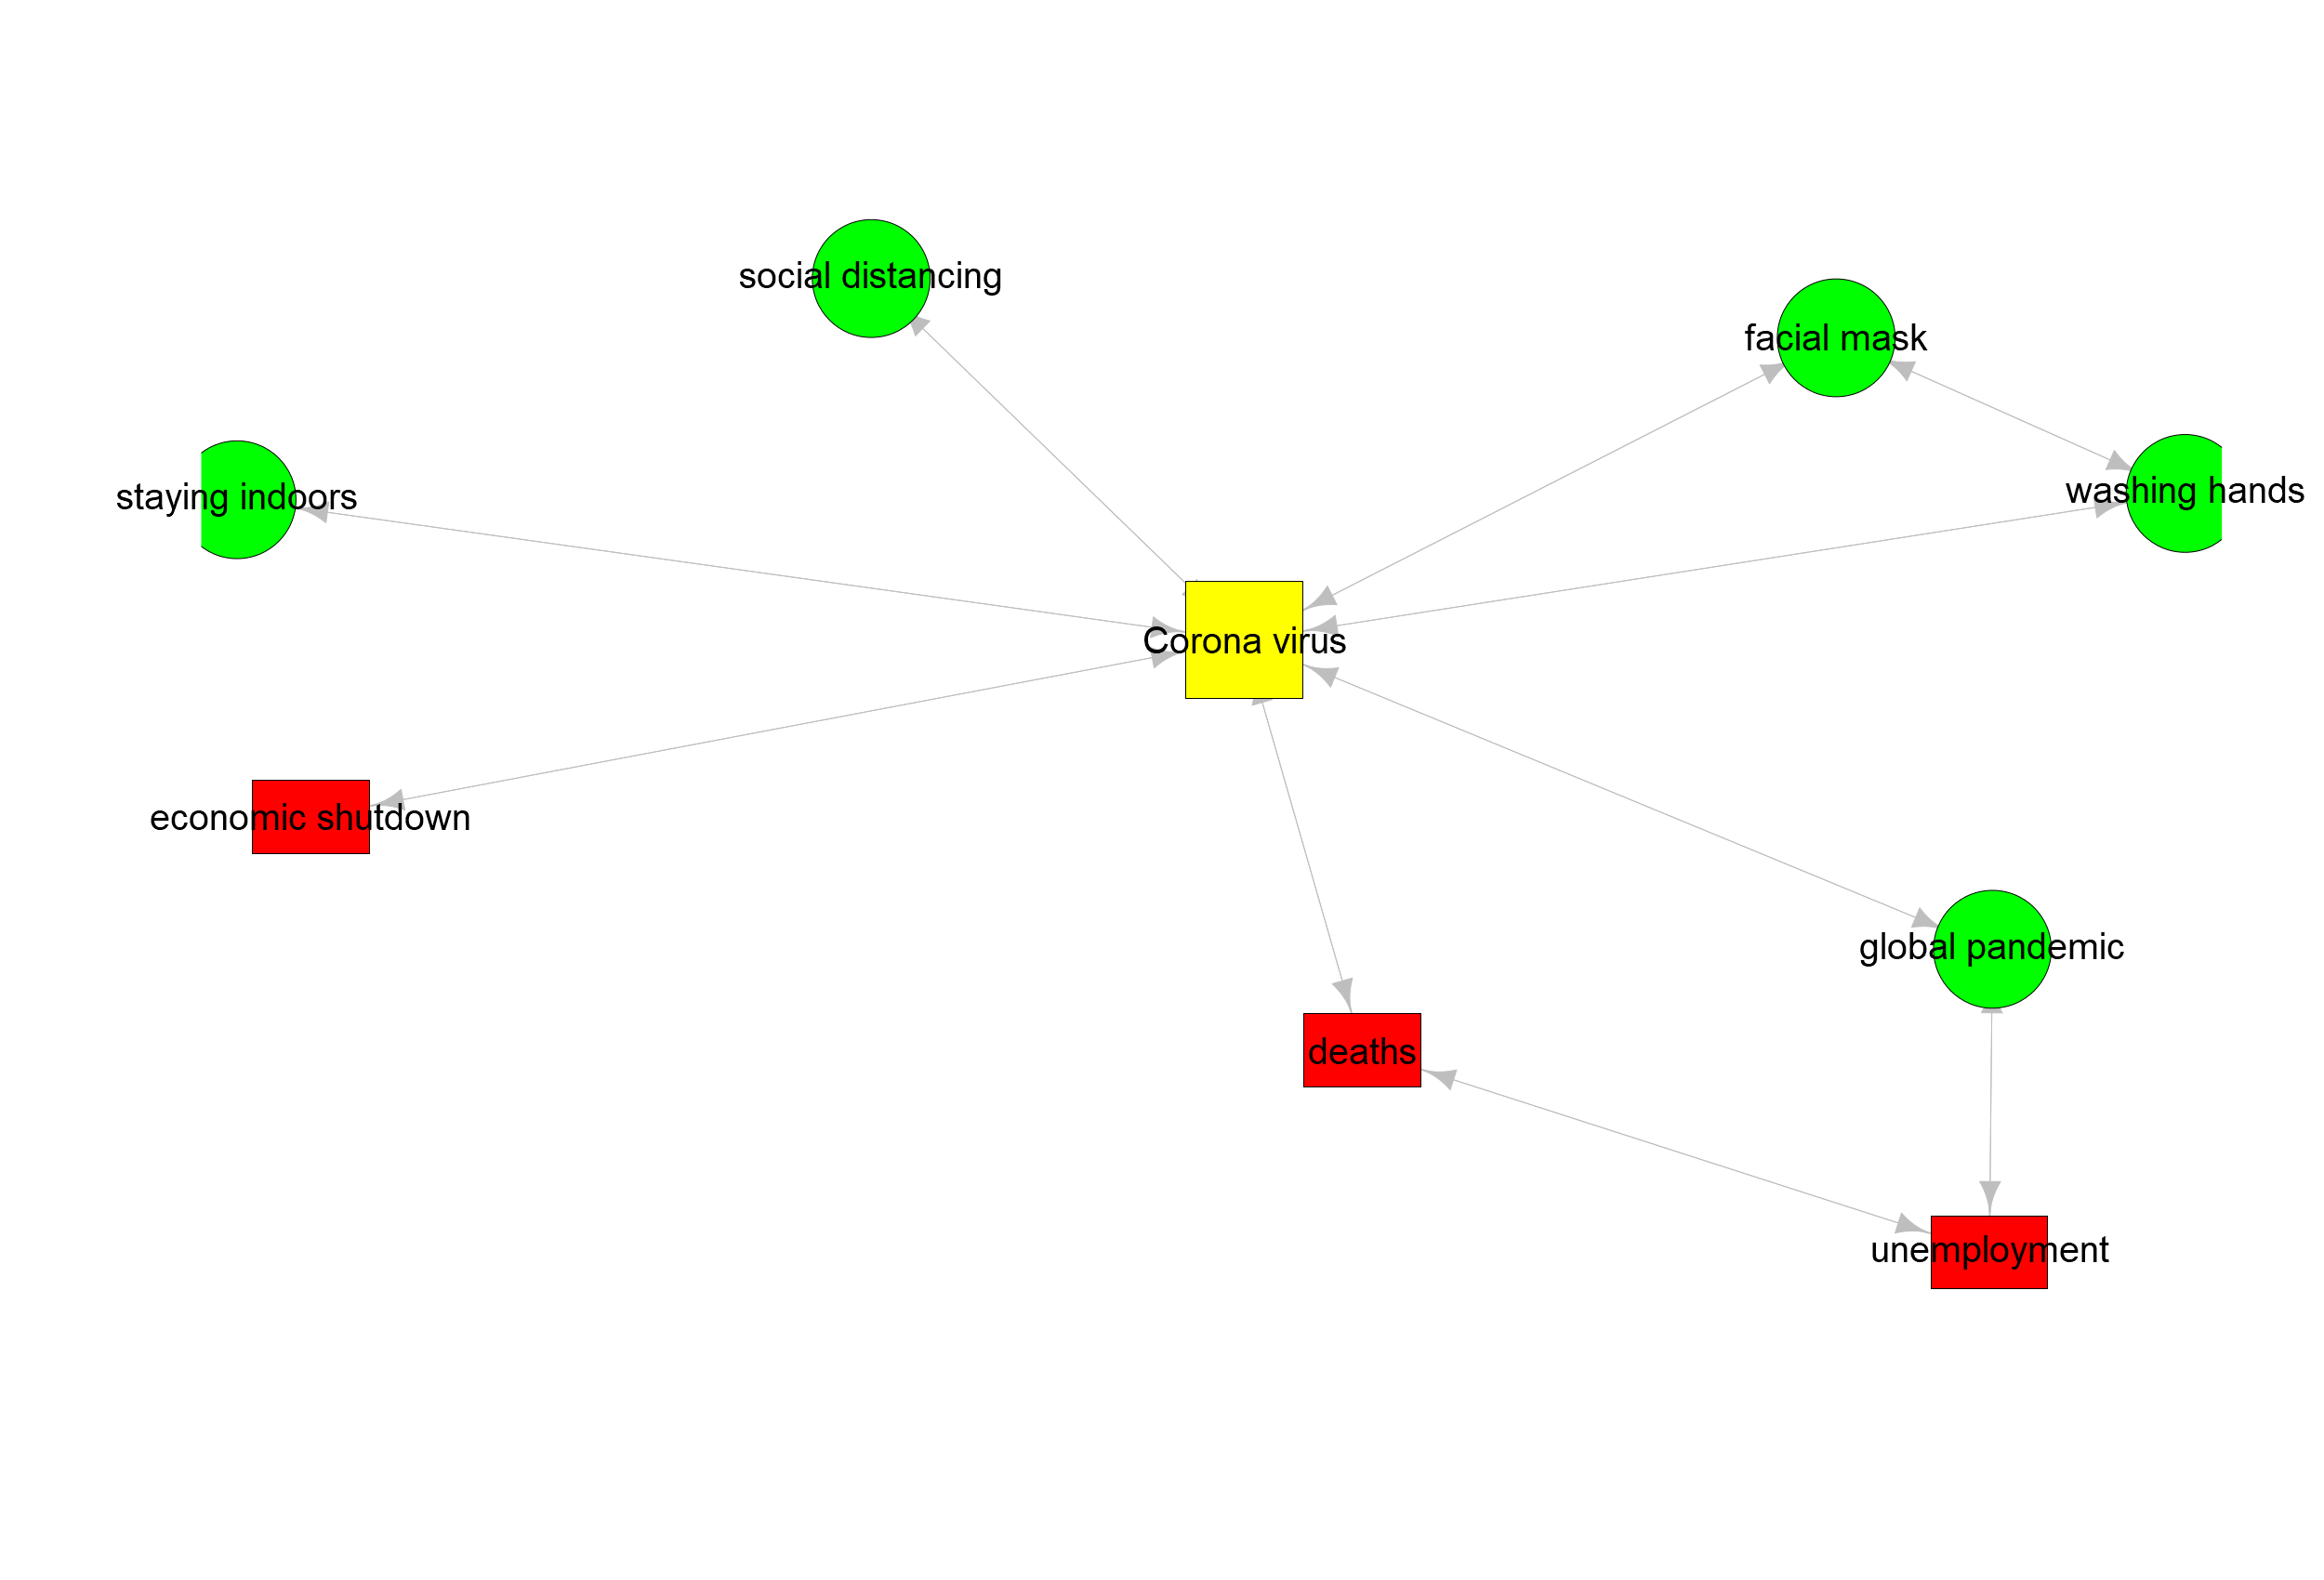 social distancing
facial mask
staying indoors
washing hands
Corona virus
economic shutdown
global pandemic
deaths
unemployment